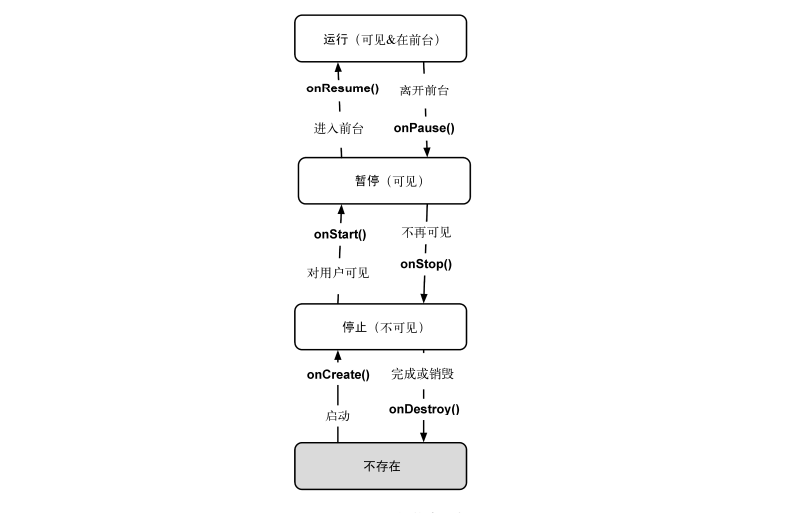 运行（可见&在前台）
onResume()
离开前台
进入前台
onPause()
暂停（可见）
onStart()
不再可见
onStop()
对用户可见
停止（不可见）
onCreate()
完成或销毁
onDestroy()
启动
不存在